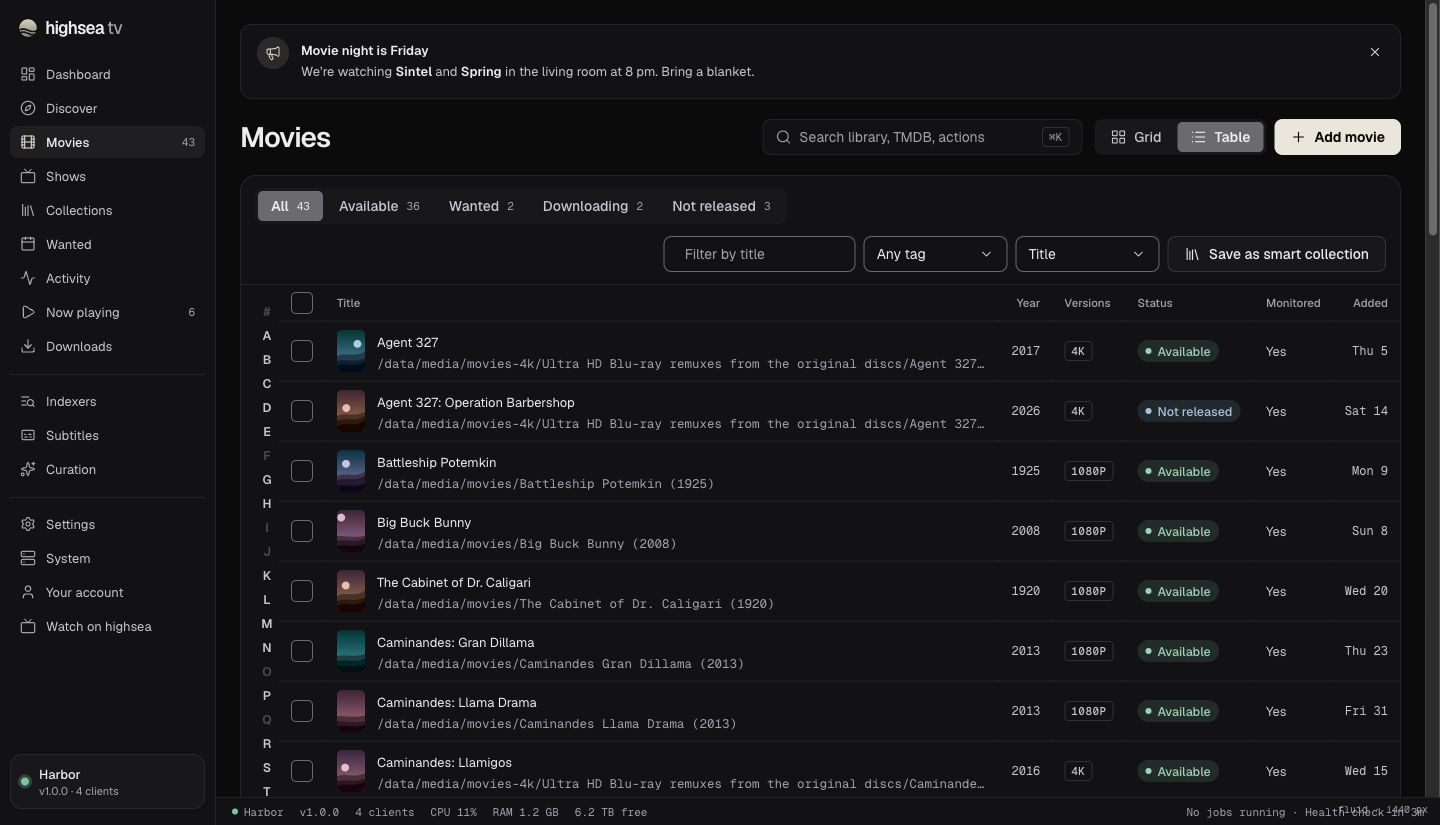 highsea tv
Dashboard
Discover
Movies 43
Shows
Collections
Wanted
Activity
Now playing 6
Downloads
Indexers
Subtitles
Curation
Settings
System
Your account
Watch on highsea
Harbor
v1.0.0 · 4 clients
Movie night is Friday
We're watching Sintel and Spring in the living room at 8 pm. Bring a blanket.
Movies
Search library, TMDB, actions ⌘K
Grid
Table
Add movie
All 43
Available 36
Wanted 2
Downloading 2
Not released 3
Filter by title
Any tag
Title
Save as smart collection
#
A
B
C
D
E
F
G
H
I
J
K
L
M
N
O
P
Q
R
S
T
Title Year Versions Status Monitored Added
Agent 327
/data/media/movies-4k/Ultra HD Blu-ray remuxes from the original discs/Agent 327…
2017 4K Available Yes Thu 5
Agent 327: Operation Barbershop
/data/media/movies-4k/Ultra HD Blu-ray remuxes from the original discs/Agent 327…
2026 4K Not released Yes Sat 14
Battleship Potemkin
/data/media/movies/Battleship Potemkin (1925)
1925 1080P Available Yes Mon 9
Big Buck Bunny
/data/media/movies/Big Buck Bunny (2008)
2008 1080P Available Yes Sun 8
The Cabinet of Dr. Caligari
/data/media/movies/The Cabinet of Dr. Caligari (1920)
1920 1080P Available Yes Wed 20
Caminandes: Gran Dillama
/data/media/movies/Caminandes Gran Dillama (2013)
2013 1080P Available Yes Thu 23
Caminandes: Llama Drama
/data/media/movies/Caminandes Llama Drama (2013)
2013 1080P Available Yes Fri 31
Caminandes: Llamigos
/data/media/movies-4k/Ultra HD Blu-ray remuxes from the original discs/Caminande…
2016 4K Available Yes Wed 15
Harbor v1.0.0 4 clients CPU 11% RAM 1.2 GB 6.2 TB free
No jobs running · Health check in 3m
fluid · 1440 px